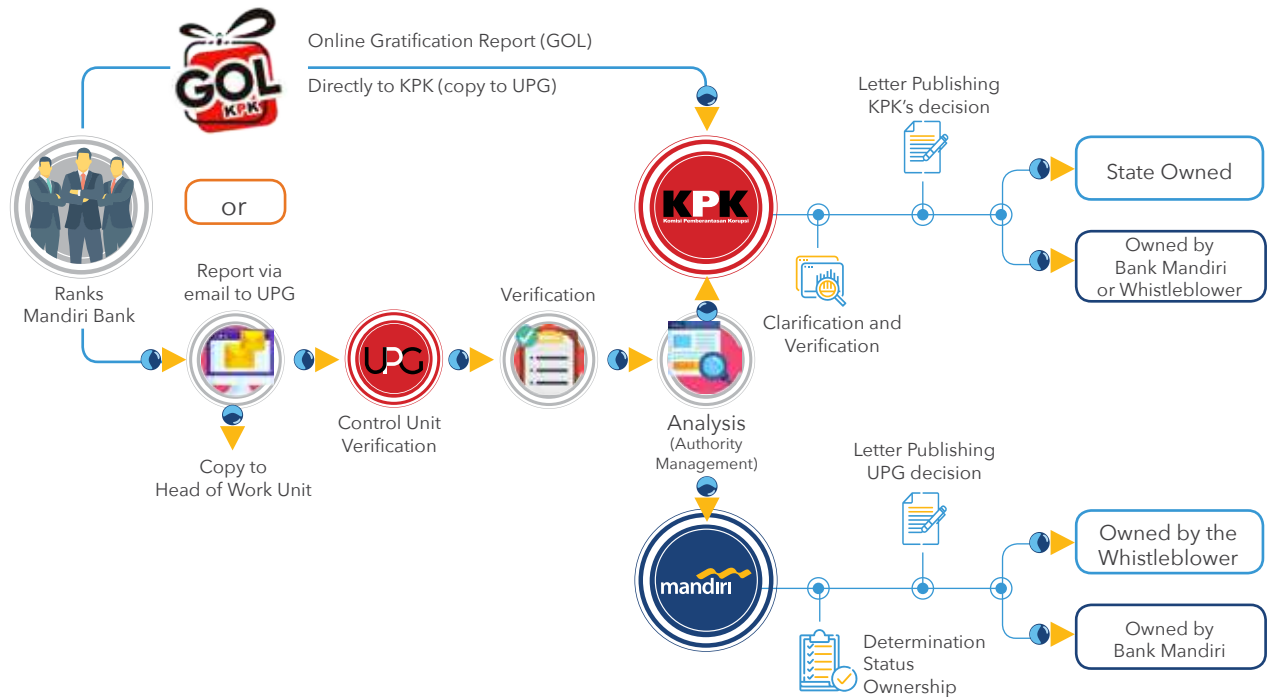 GOL
KPK
Online Gratification Report (GOL)
Directly to KPK (copy to UPG)
Ranks
Mandiri Bank
or
Report via
email to UPG
Copy to
Head of Work Unit
UPG
Control Unit
Verification
Verification
Analysis
(Authority
Management)
KPK
Komisi Pemberantasan Korupsi
Clarification and
Verification
Letter Publishing
KPK's decision
State Owned
Owned by
Bank Mandiri
or Whistleblower
mandiri
Determination
Status
Ownership
Letter Publishing
UPG decision
Owned by the
Whistleblower
Owned by
Bank Mandiri